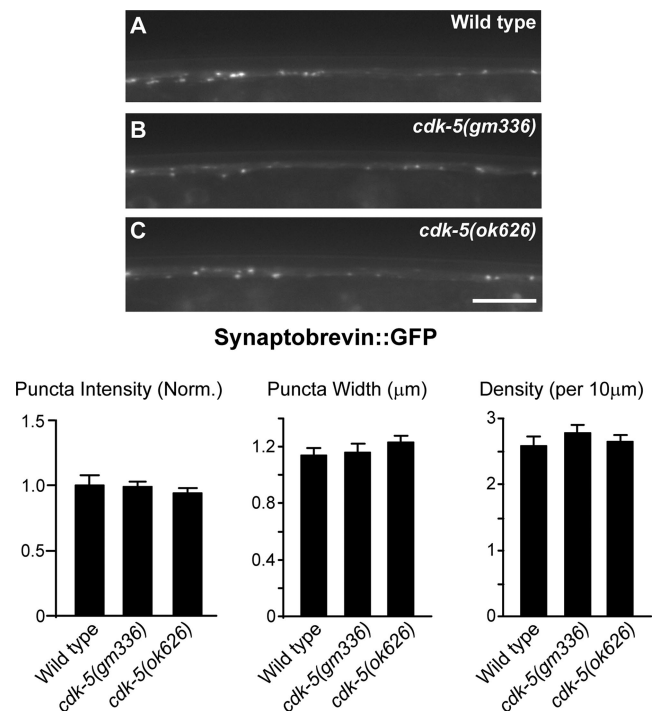 A
Wild type
B
cdk-5(gm336)
C
cdk-5(ok626)
Synaptobrevin::GFP
Puncta Intensity (Norm.)
1.5
1.0
0.5
0
Wild type
cdk-5(gm336)
cdk-5(ok626)
Puncta Width (μm)
1.2
0.8
0.4
0
Wild type
cdk-5(gm336)
cdk-5(ok626)
Density (per 10μm)
3
2
1
0
Wild type
cdk-5(gm336)
cdk-5(ok626)